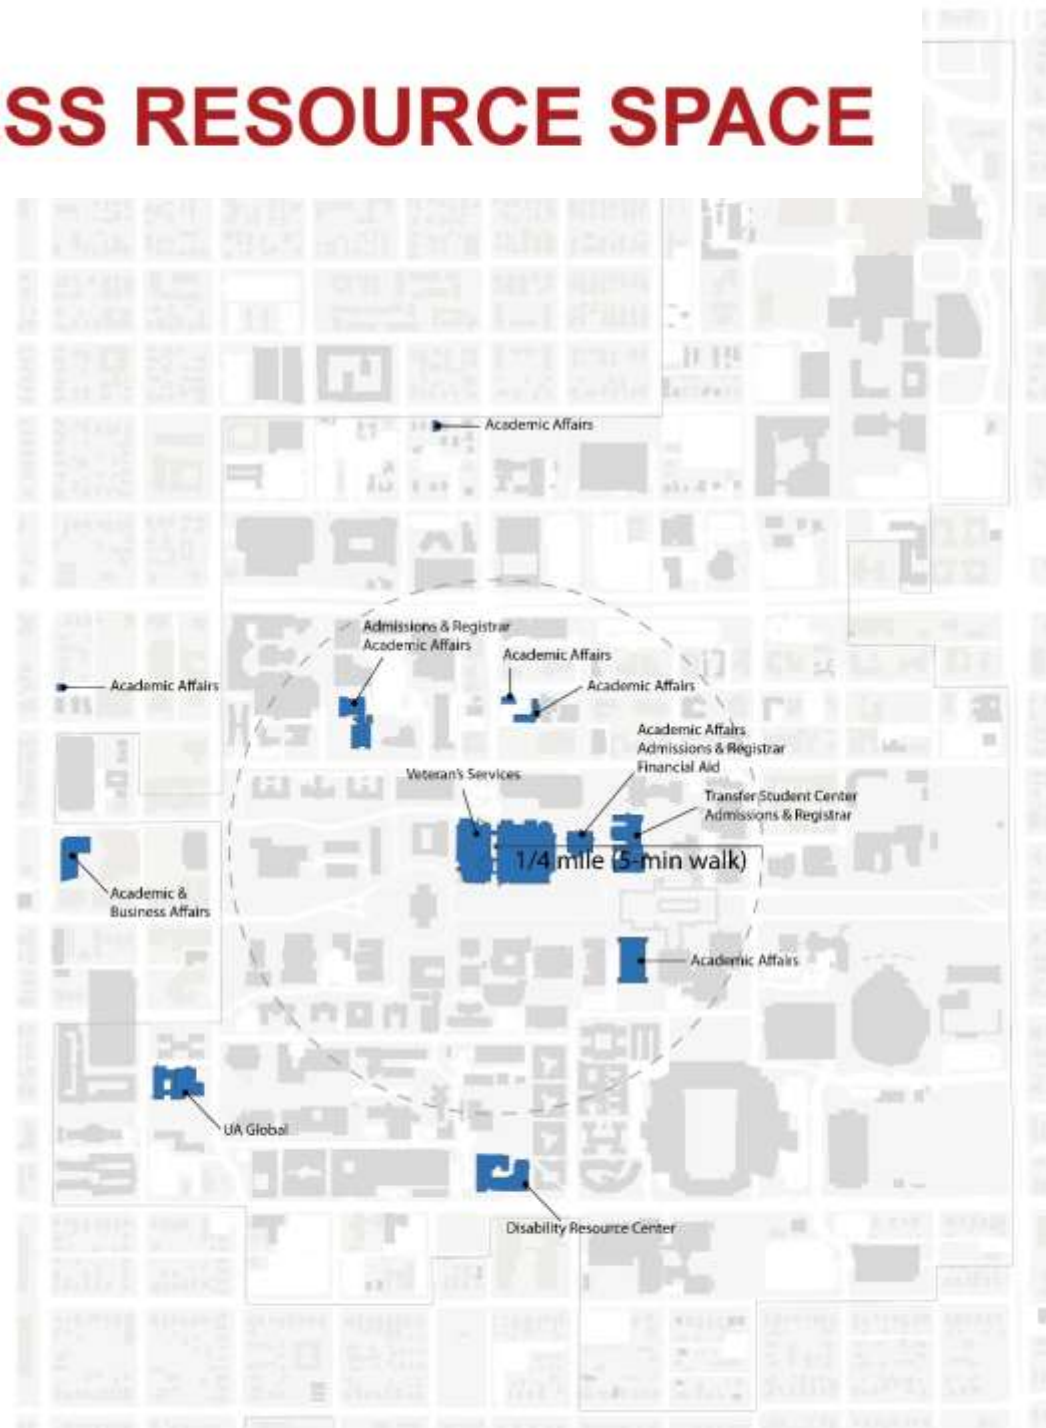 SS RESOURCE SPACE
Academic Affairs
Admissions & Registrar
Academic Affairs
Academic Affairs
Academic Affairs
Academic Affairs
Academic Affairs
Admissions & Registrar
Financial Aid
Veteran's Services
Transfer Student Center
Admissions & Registrar
1/4 mile (5-min walk)
Academic &
Business Affairs
Academic Affairs
UA Global
Disability Resource Center